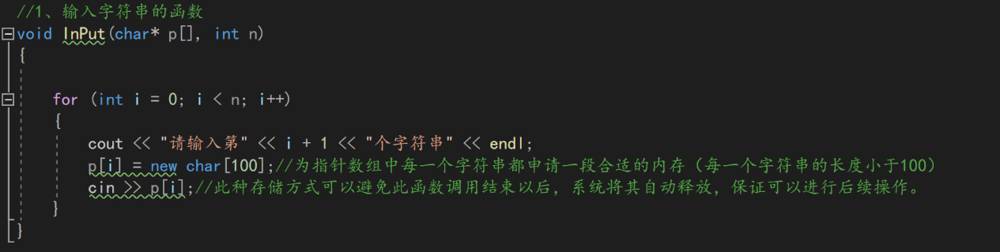 //1、输入字符串的函数
void InPut(char* p[], int n)
{
for (int i = 0; i < n; i++)
{
cout << "请输入第" << i + 1 << "个字符串" << endl;
p[i] = new char[100];//为指针数组中每一个字符串都申请一段合适的内存（每一个字符串的长度小于100）
cin >> p[i];//此种存储方式可以避免此函数调用结束以后，系统将其自动释放，保证可以进行后续操作。
}
}